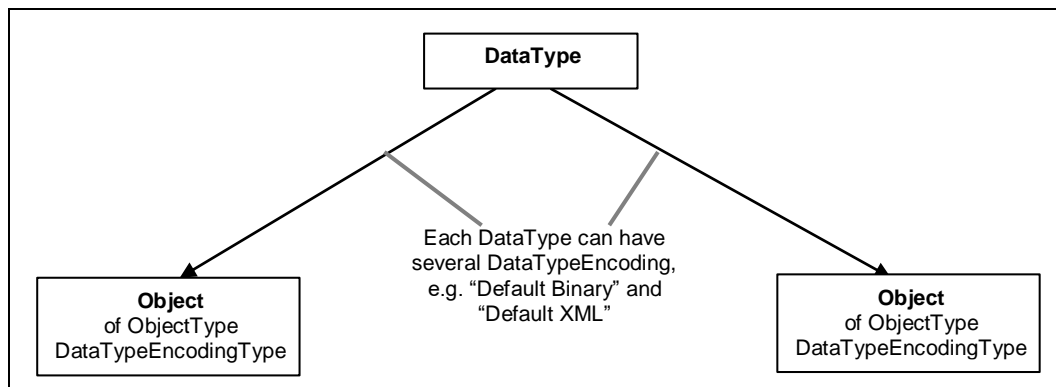 DataType
Each DataType can have
several DataTypeEncoding,
e.g. “Default Binary” and
“Default XML”
Object
of ObjectType
DataTypeEncodingType
Object
of ObjectType
DataTypeEncodingType